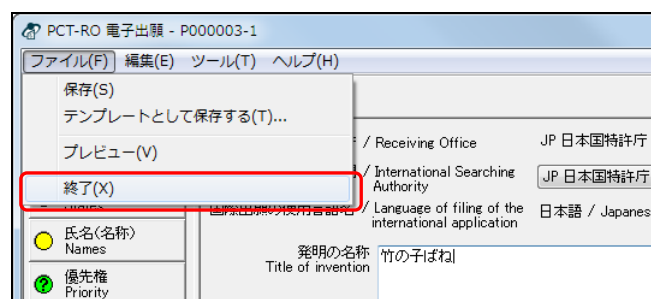 PCT-RO 電子出願 - P000003-1
ファイル(F) 編集(E) ツール(T) ヘルプ(H)
保存(S)
テンプレートとして保存する(T)...
プレビュー(V)
終了(X)
/ Receiving Office JP 日本国特許庁
/ International Searching Authority JP 日本国特許庁
/ Language of filing of the international application 日本語 / Japanes
氏名(名称)
Names
発明の名称
Title of invention
竹の子ばね
優先権
Priority